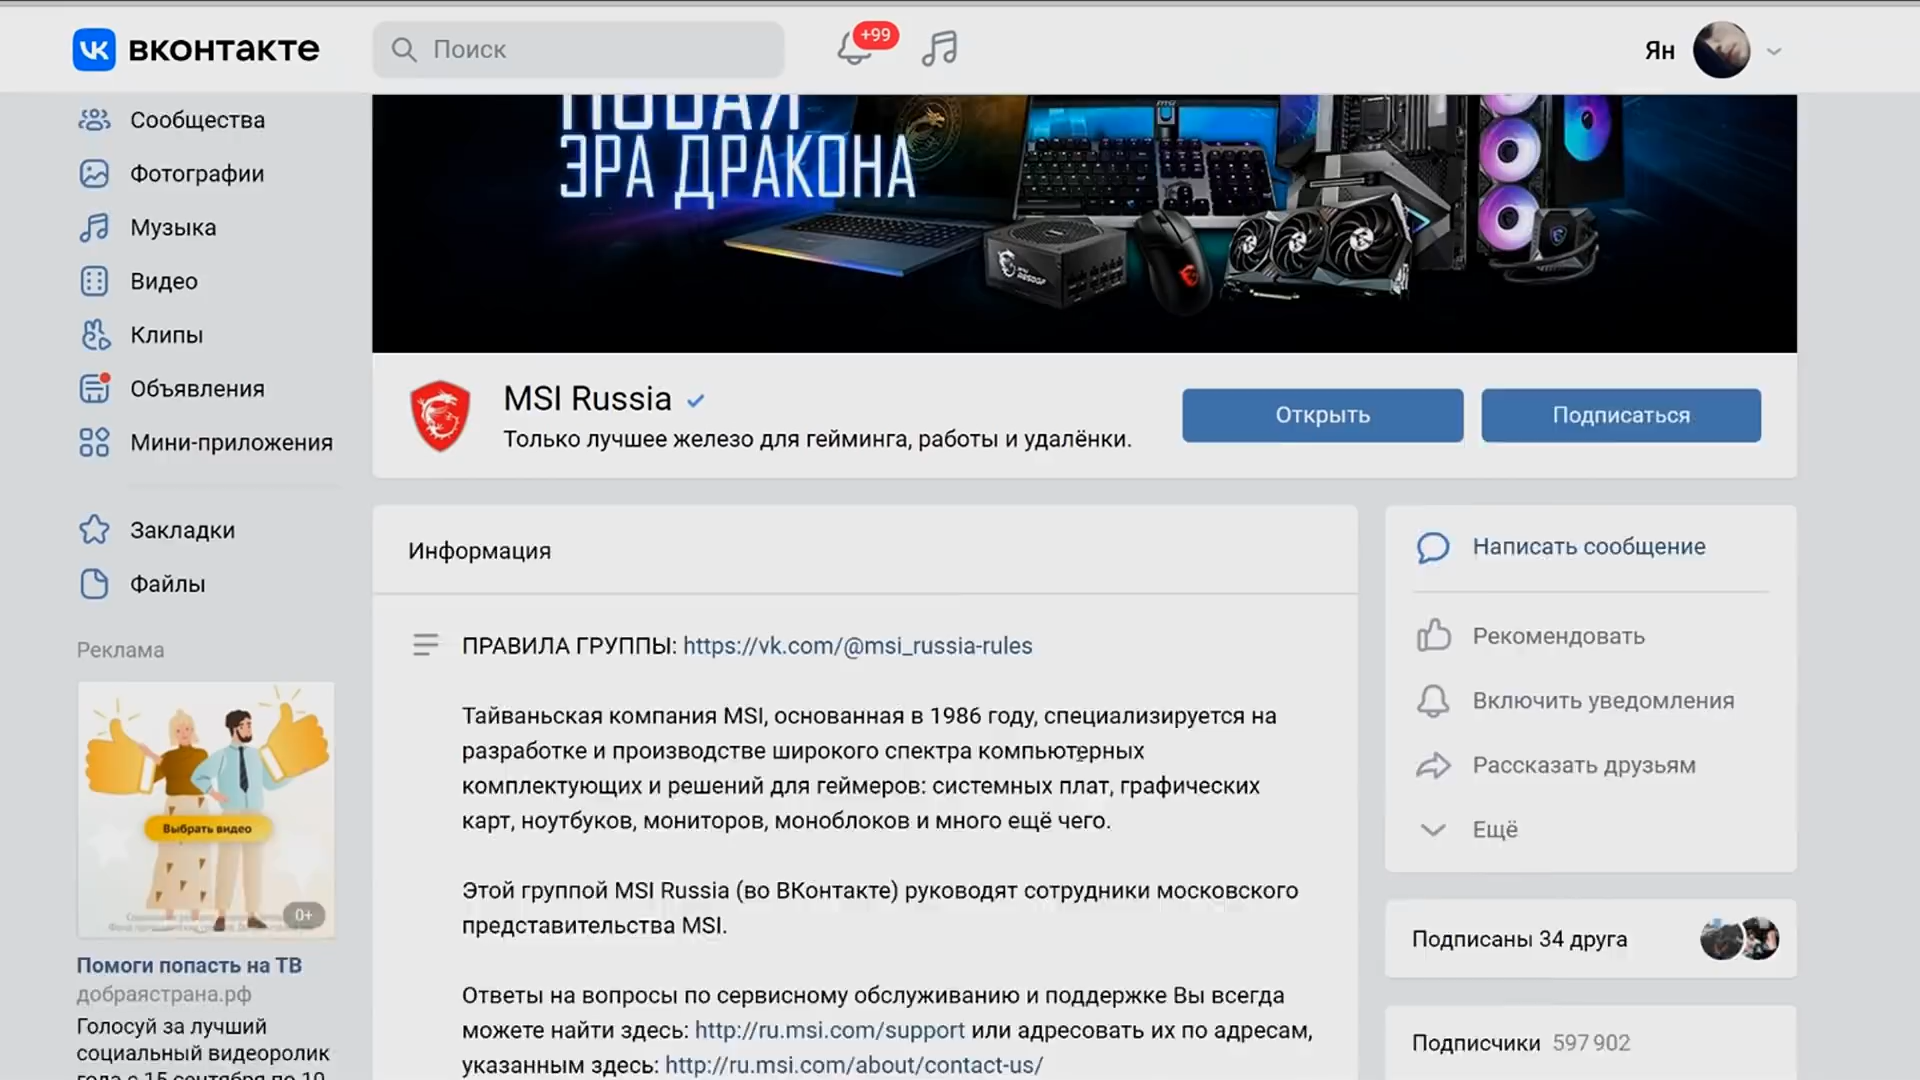 вконтакте
Поиск
+99
Ян
Сообщества
Фотографии
Музыка
Видео
Клипы
Объявления
Мини-приложения
Закладки
Файлы
Реклама
Выбрать видео
0+
Помоги попасть на ТВ
добраястрана.рф
Голосуй за лучший
социальный видеоролик
года с 15 сентября по 10
НОВАЯ
ЭРА ДРАКОНА
MSI Russia
Только лучшее железо для гейминга, работы и удалёнки.
Открыть
Подписаться
Информация
ПРАВИЛА ГРУППЫ: https://vk.com/@msi_russia-rules
Тайваньская компания MSI, основанная в 1986 году, специализируется на
разработке и производстве широкого спектра компьютерных
комплектующих и решений для геймеров: системных плат, графических
карт, ноутбуков, мониторов, моноблоков и много ещё чего.
Этой группой MSI Russia (во ВКонтакте) руководят сотрудники московского
представительства MSI.
Ответы на вопросы по сервисному обслуживанию и поддержке Вы всегда
можете найти здесь: http://ru.msi.com/support или адресовать их по адресам,
указанным здесь: http://ru.msi.com/about/contact-us/
Написать сообщение
Рекомендовать
Включить уведомления
Рассказать друзьям
Ещё
Подписаны 34 друга
Подписчики 597 902